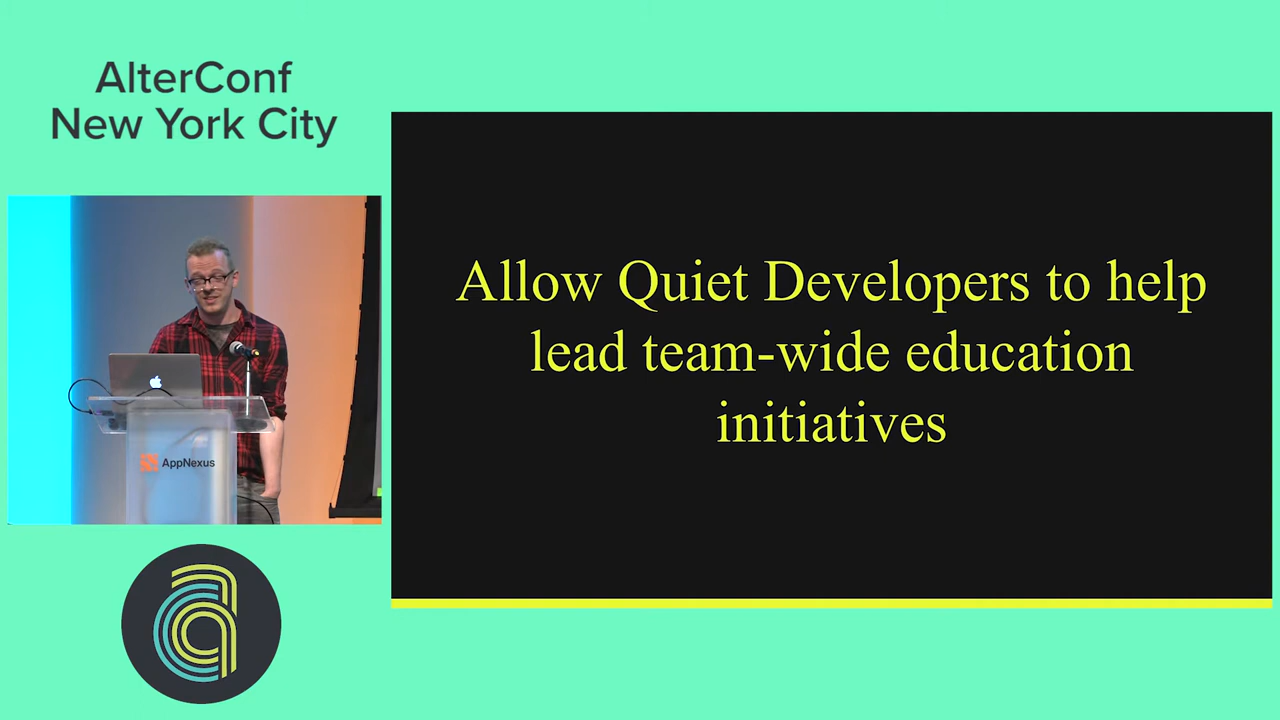 AlterConf
New York City
Allow Quiet Developers to help
lead team-wide education
initiatives
AppNexus